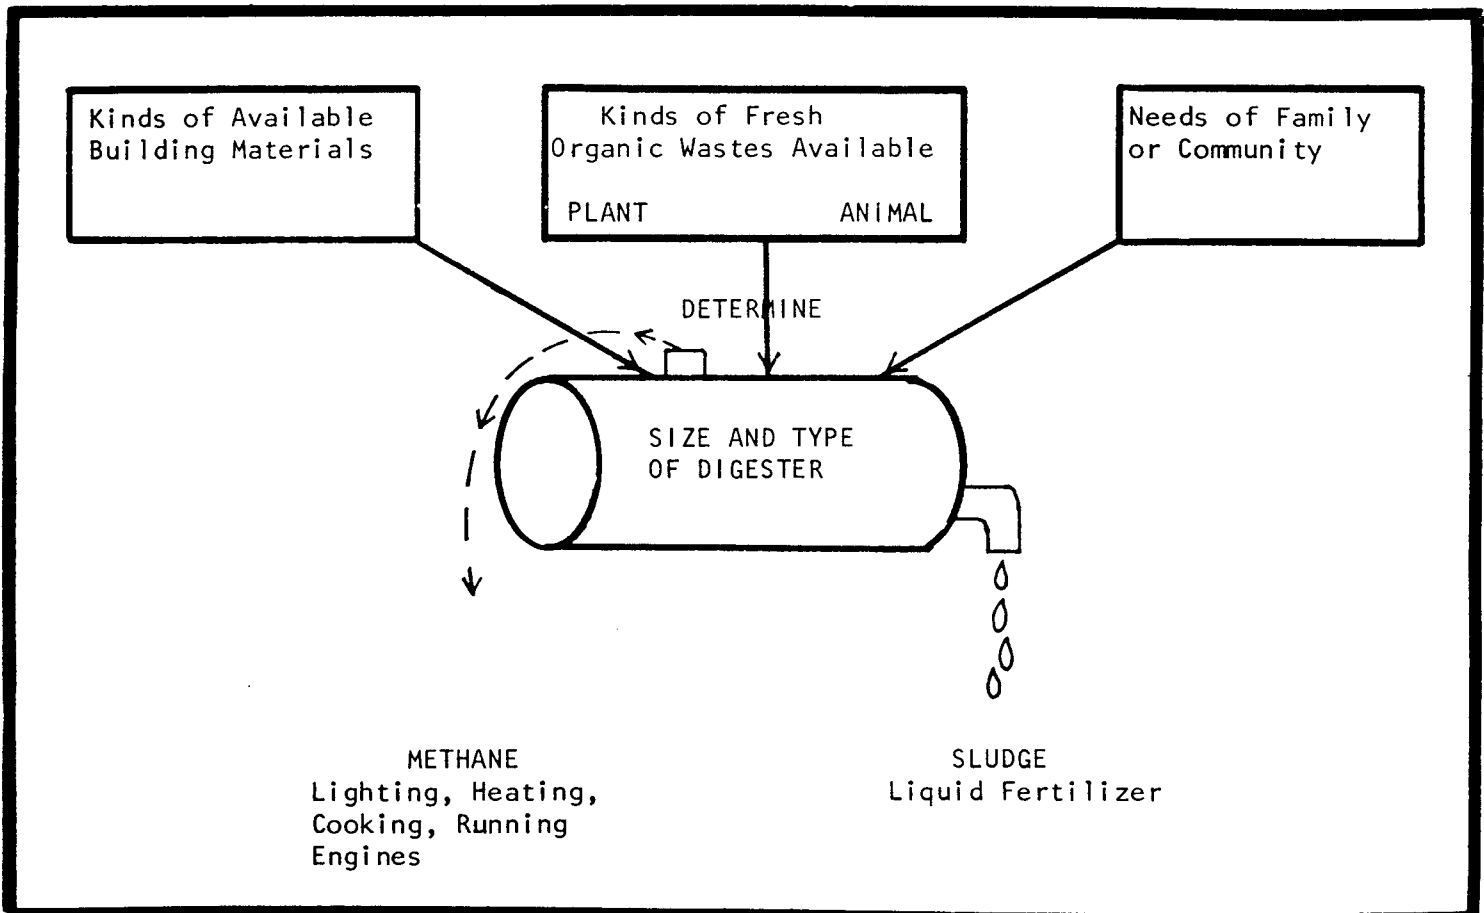 Kinds of Available
Building Materials
Kinds of Fresh
Organic Wastes Available
PLANT ANIMAL
Needs of Family
or Community
DETERMINE
SIZE AND TYPE
OF DIGESTER
METHANE
Lighting, Heating,
Cooking, Running
Engines
SLUDGE
Liquid Fertilizer